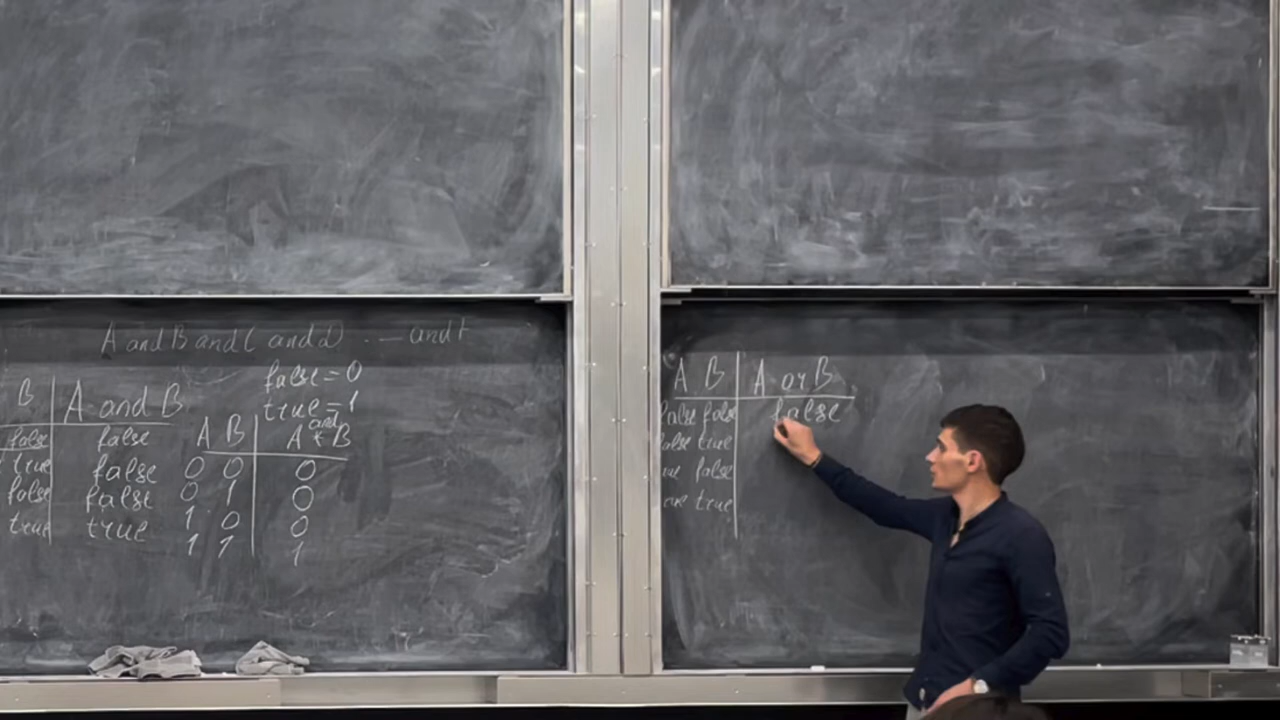 A and B and C and D ... and
false = 0
true = 1
B | A and B
false | false
true | false
false | false
true | true
and
A B | A * B
0 0 | 0
0 1 | 0
1 0 | 0
1 1 | 1
A B | A or B
false false | false
false true
true false
true true